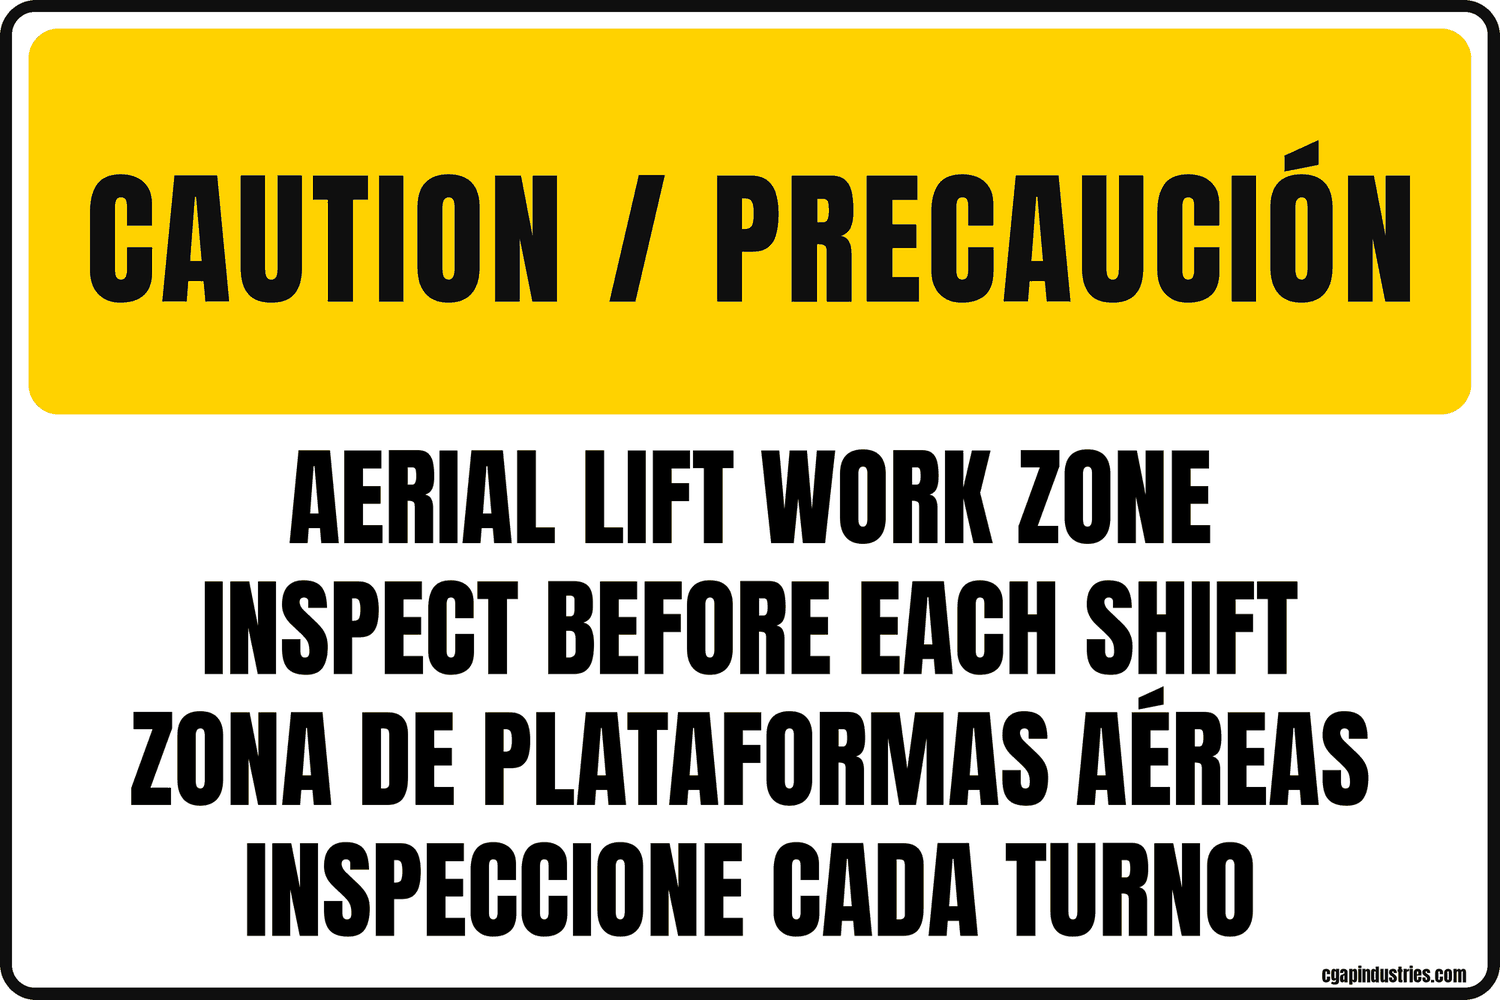 CAUTION / PRECAUCIÓN
AERIAL LIFT WORK ZONE
INSPECT BEFORE EACH SHIFT
ZONA DE PLATAFORMAS AÉREAS
INSPECCIONE CADA TURNO
cgapindustries.com